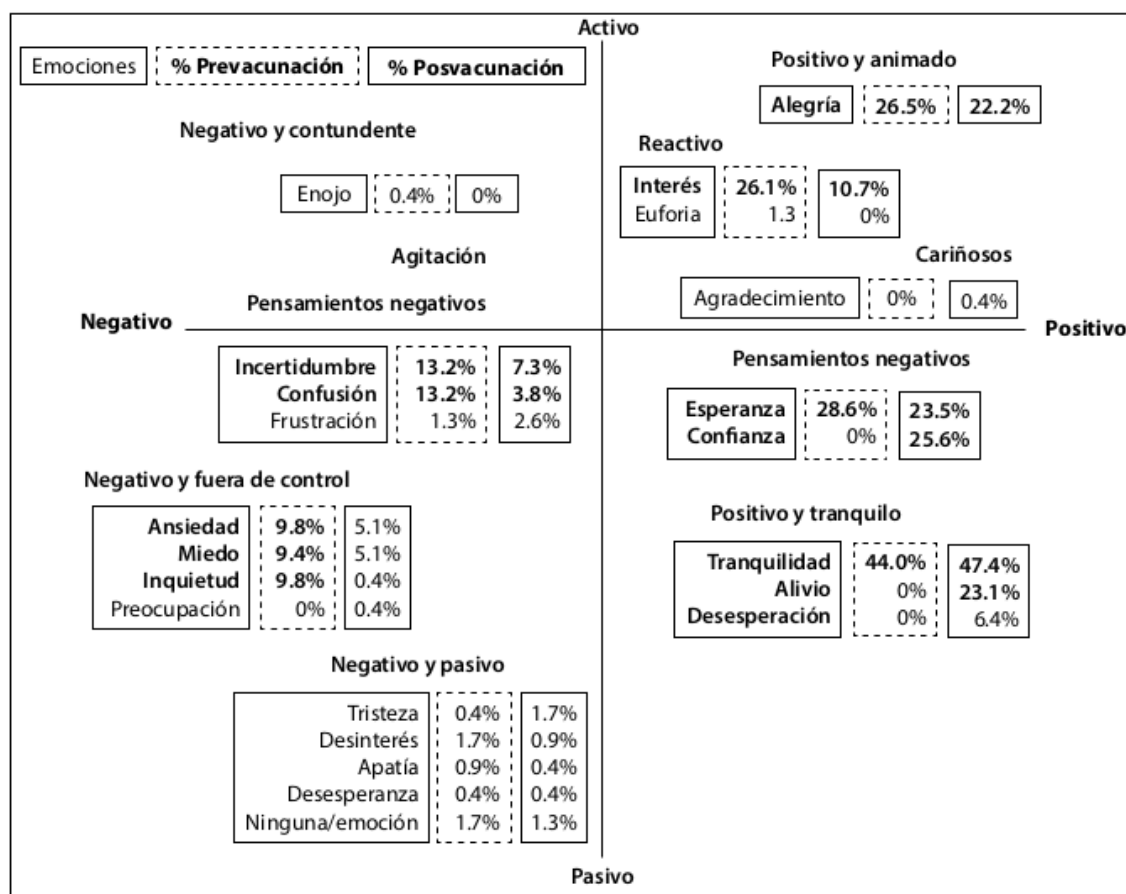 Activo
Emociones % Prevacunación % Posvacunación
Positivo y animado
Alegría 26.5% 22.2%
Negativo y contundente
Reactivo
Enojo 0.4% 0%
Interés 26.1% 10.7%
Euforia 1.3 0%
Agitación
Cariñosos
Agradecimiento 0% 0.4%
Pensamientos negativos
Negativo
Positivo
Incertidumbre 13.2% 7.3%
Confusión 13.2% 3.8%
Frustración 1.3% 2.6%
Pensamientos negativos
Esperanza 28.6% 23.5%
Confianza 0% 25.6%
Negativo y fuera de control
Ansiedad 9.8% 5.1%
Miedo 9.4% 5.1%
Inquietud 9.8% 0.4%
Preocupación 0% 0.4%
Positivo y tranquilo
Tranquilidad 44.0% 47.4%
Alivio 0% 23.1%
Desesperación 0% 6.4%
Negativo y pasivo
Tristeza 0.4% 1.7%
Desinterés 1.7% 0.9%
Apatía 0.9% 0.4%
Desesperanza 0.4% 0.4%
Ninguna/emoción 1.7% 1.3%
Pasivo